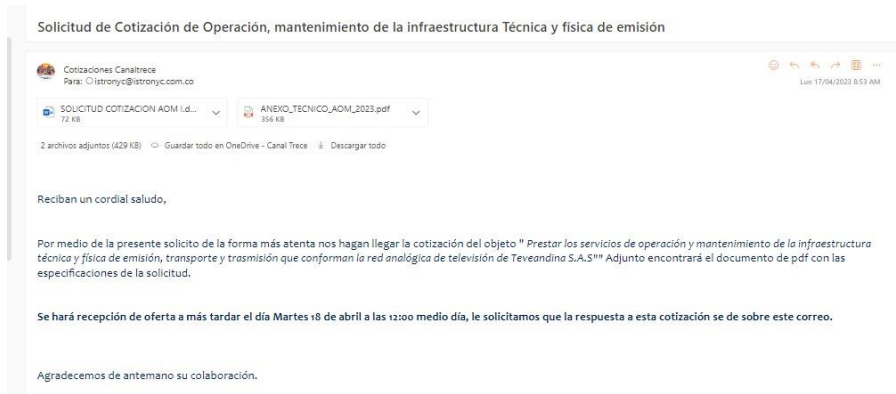 Solicitud de Cotización de Operación, mantenimiento de la infraestructura Técnica y física de emisión
Cotizaciones Canaltrece
Para: istronyc@istronyc.com.co
Lun 17/04/2023 8:53 AM
SOLICITUD COTIZACION AOM I.d...
72 KB
ANEXO_TECNICO_AOM_2023.pdf
356 KB
2 archivos adjuntos (429 KB) Guardar todo en OneDrive - Canal Trece Descargar todo
Reciban un cordial saludo,
Por medio de la presente solicito de la forma más atenta nos hagan llegar la cotización del objeto " Prestar los servicios de operación y mantenimiento de la infraestructura
técnica y física de emisión, transporte y trasmisión que conforman la red analógica de televisión de Teveandina S.A.S"" Adjunto encontrará el documento de pdf con las
especificaciones de la solicitud.
Se hará recepción de oferta a más tardar el día Martes 18 de abril a las 12:00 medio día, le solicitamos que la respuesta a esta cotización se de sobre este correo.
Agradecemos de antemano su colaboración.